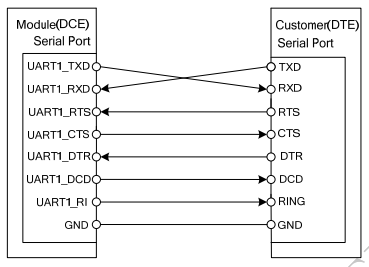 Module(DCE)
Serial Port
UART1_TXD
UART1_RXD
UART1_RTS
UART1_CTS
UART1_DTR
UART1_DCD
UART1_RI
GND
Customer(DTE)
Serial Port
TXD
RXD
RTS
CTS
DTR
DCD
RING
GND